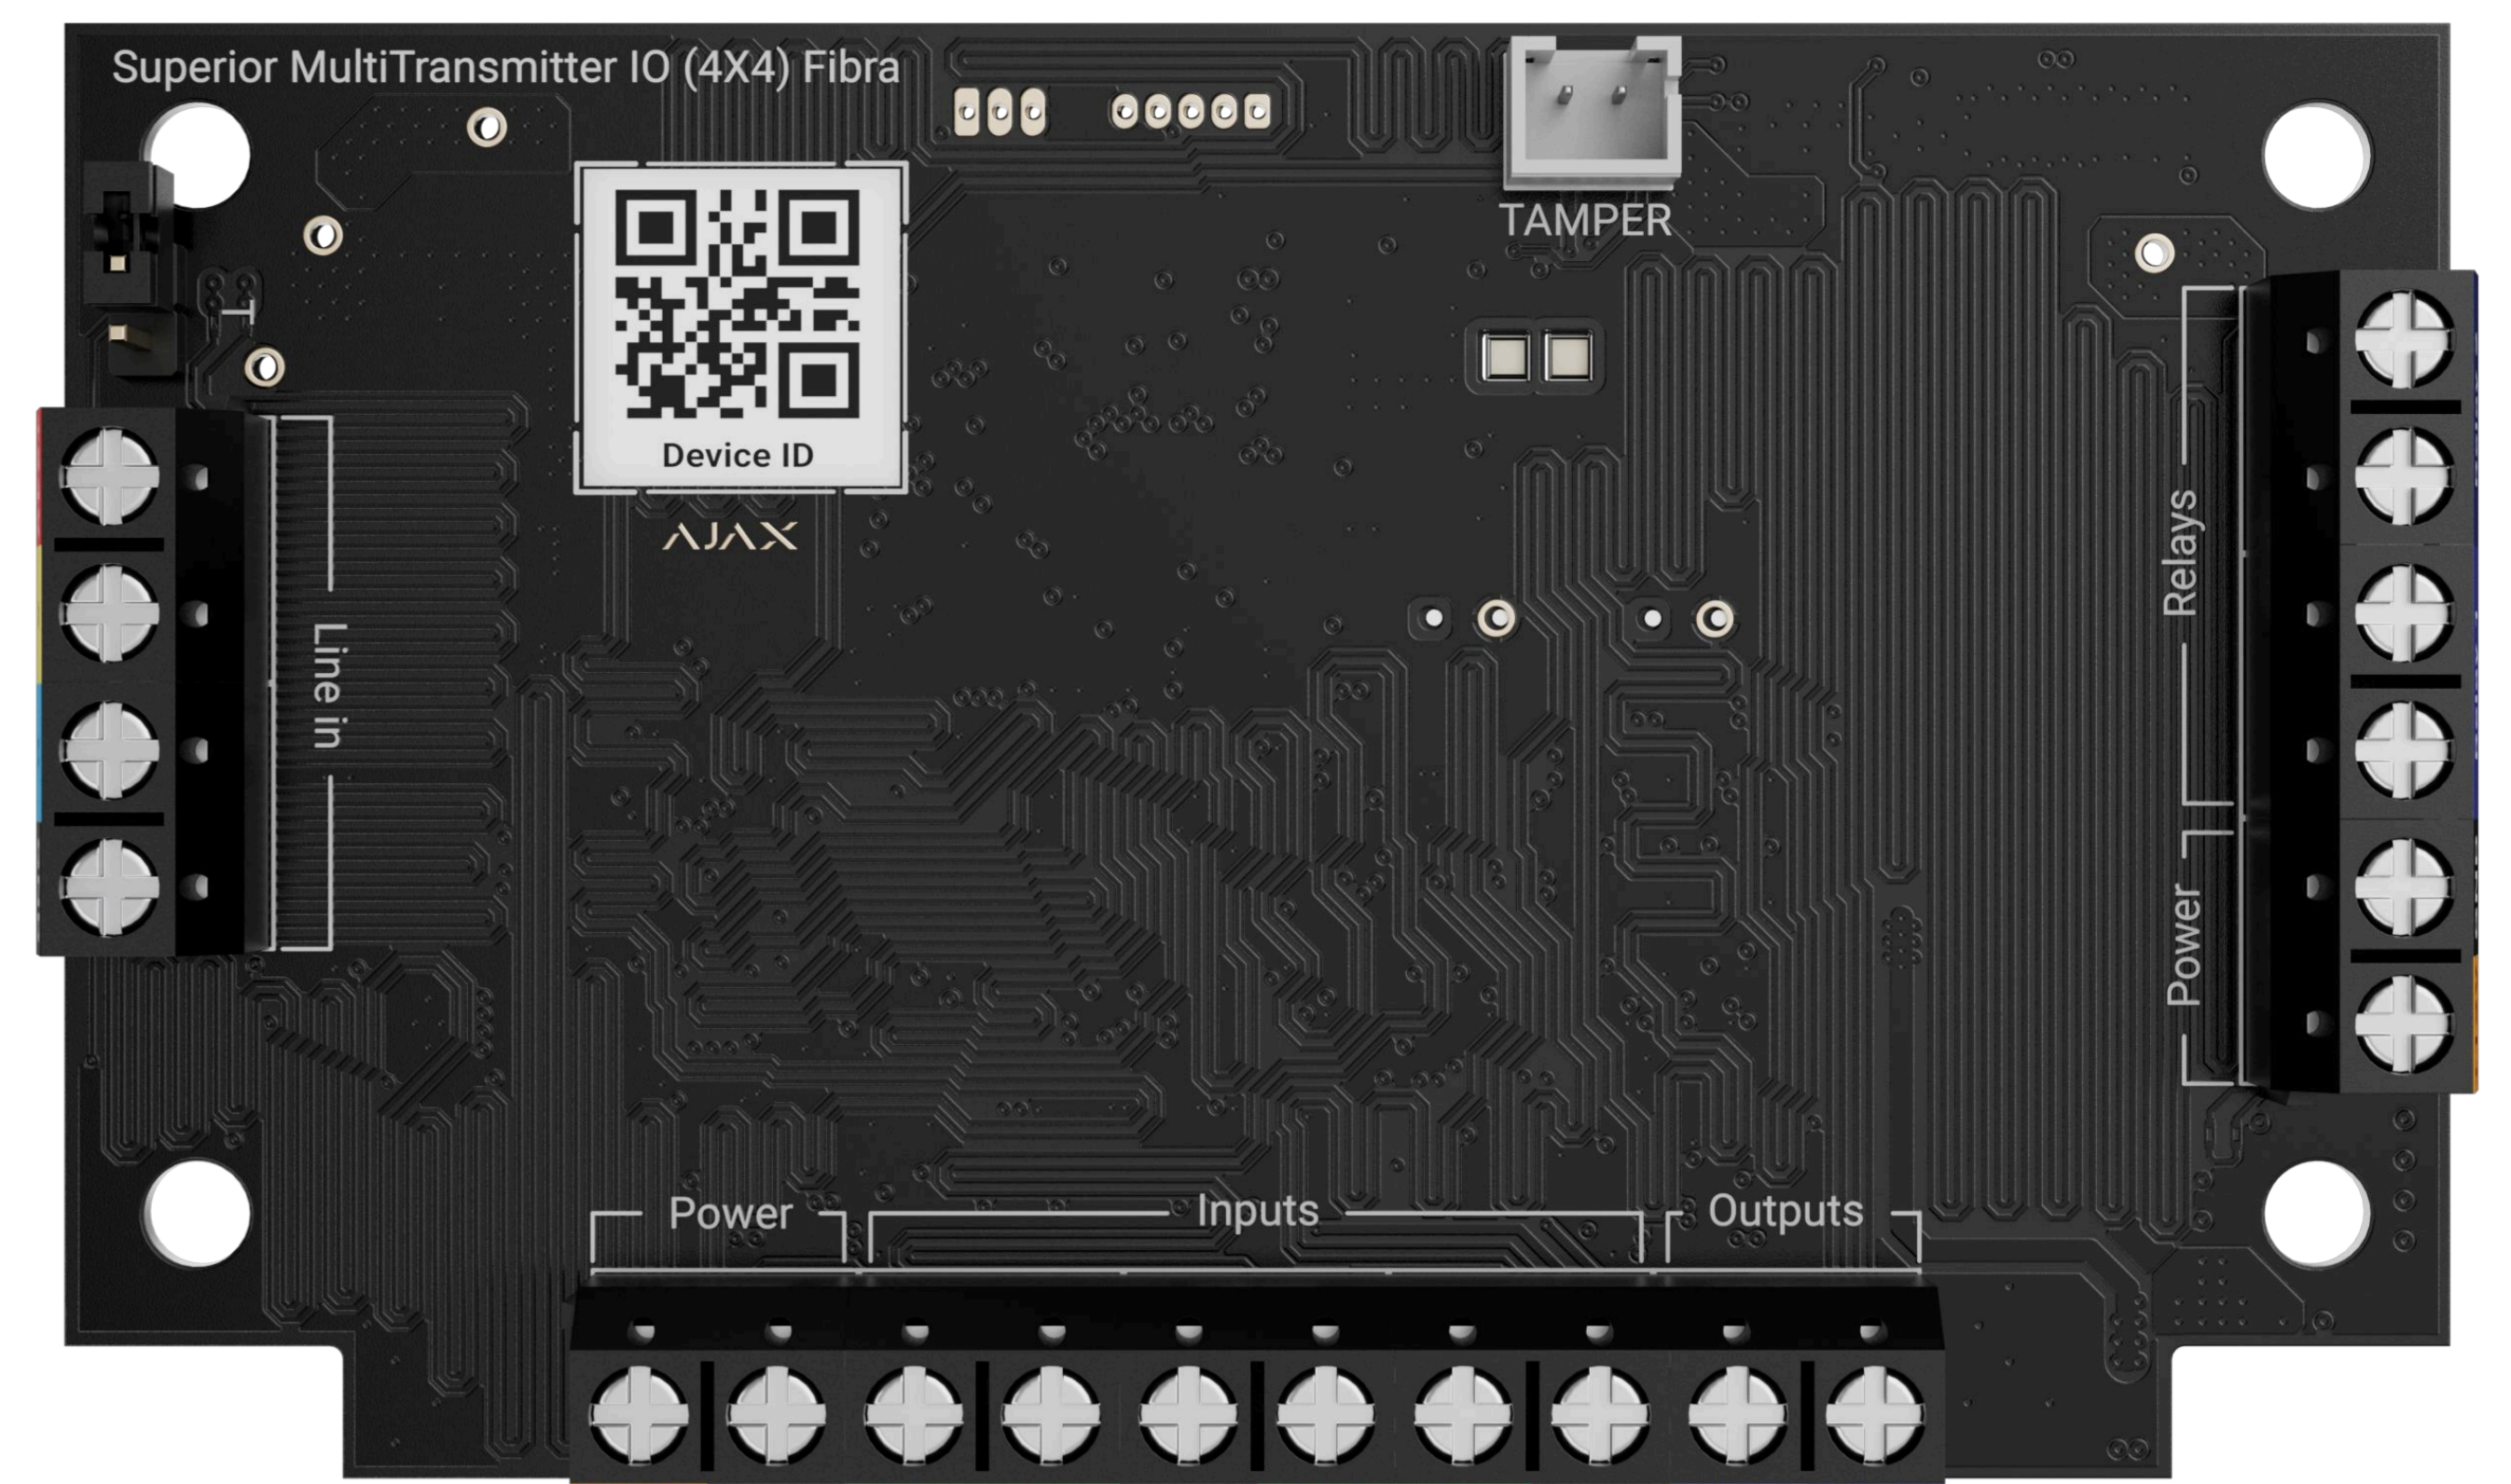 Superior MultiTransmitter IO (4X4) Fibra
TAMPER
Device ID
AJAX
Line in
Relays
Power
Power
Inputs
Outputs